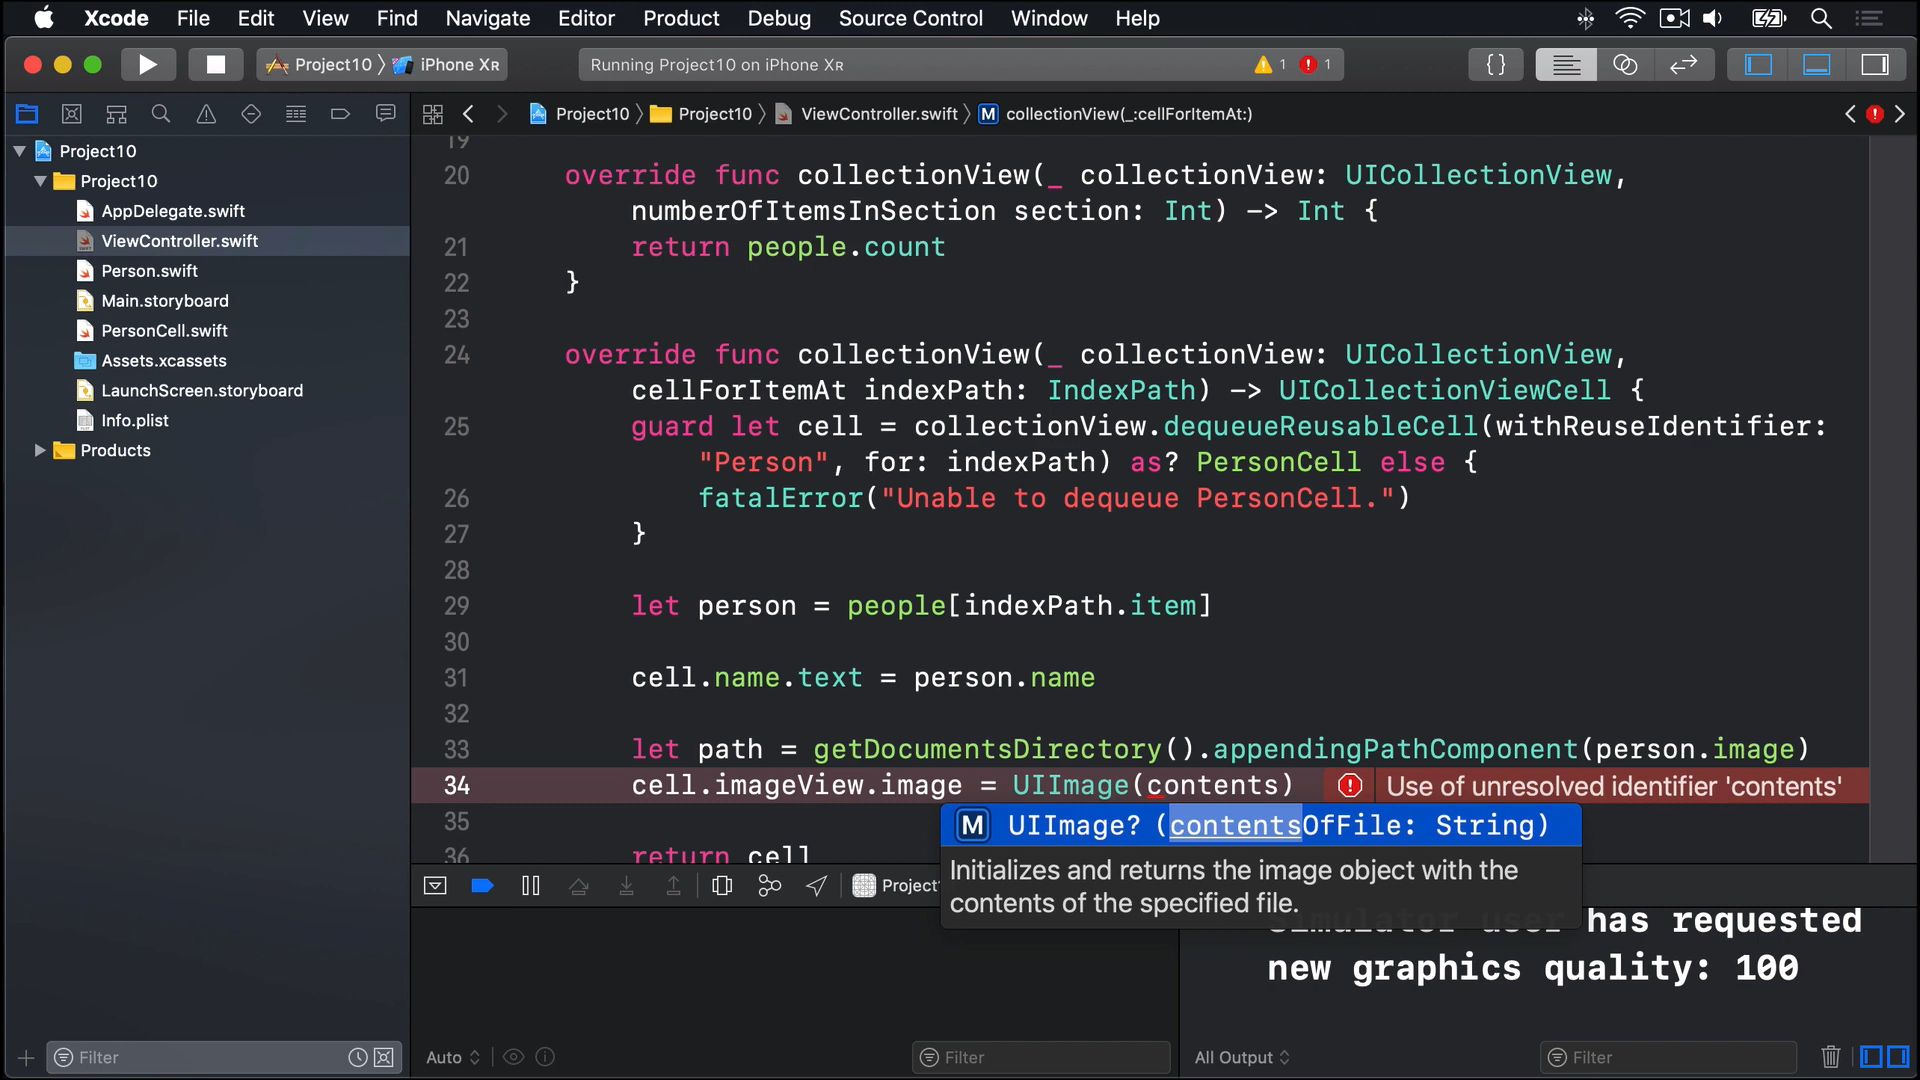 Xcode File Edit View Find Navigate Editor Product Debug Source Control Window Help
Project10 iPhone XR
Running Project10 on iPhone XR
1 1
Project10 Project10 ViewController.swift M collectionView(_:cellForItemAt:)
Project10
Project10
AppDelegate.swift
ViewController.swift
Person.swift
Main.storyboard
PersonCell.swift
Assets.xcassets
LaunchScreen.storyboard
Info.plist
Products
19
20 override func collectionView(_ collectionView: UICollectionView,
numberOfItemsInSection section: Int) -> Int {
21 return people.count
22 }
23
24 override func collectionView(_ collectionView: UICollectionView,
cellForItemAt indexPath: IndexPath) -> UICollectionViewCell {
25 guard let cell = collectionView.dequeueReusableCell(withReuseIdentifier:
"Person", for: indexPath) as? PersonCell else {
26 fatalError("Unable to dequeue PersonCell.")
27 }
28
29 let person = people[indexPath.item]
30
31 cell.name.text = person.name
32
33 let path = getDocumentsDirectory().appendingPathComponent(person.image)
34 cell.imageView.image = UIImage(contents) Use of unresolved identifier 'contents'
35
M UIImage? (contentsOfFile: String)
36 return cell
Initializes and returns the image object with the
contents of the specified file.
Project1
Simulator user has requested
new graphics quality: 100
Filter
Auto
Filter
All Output
Filter